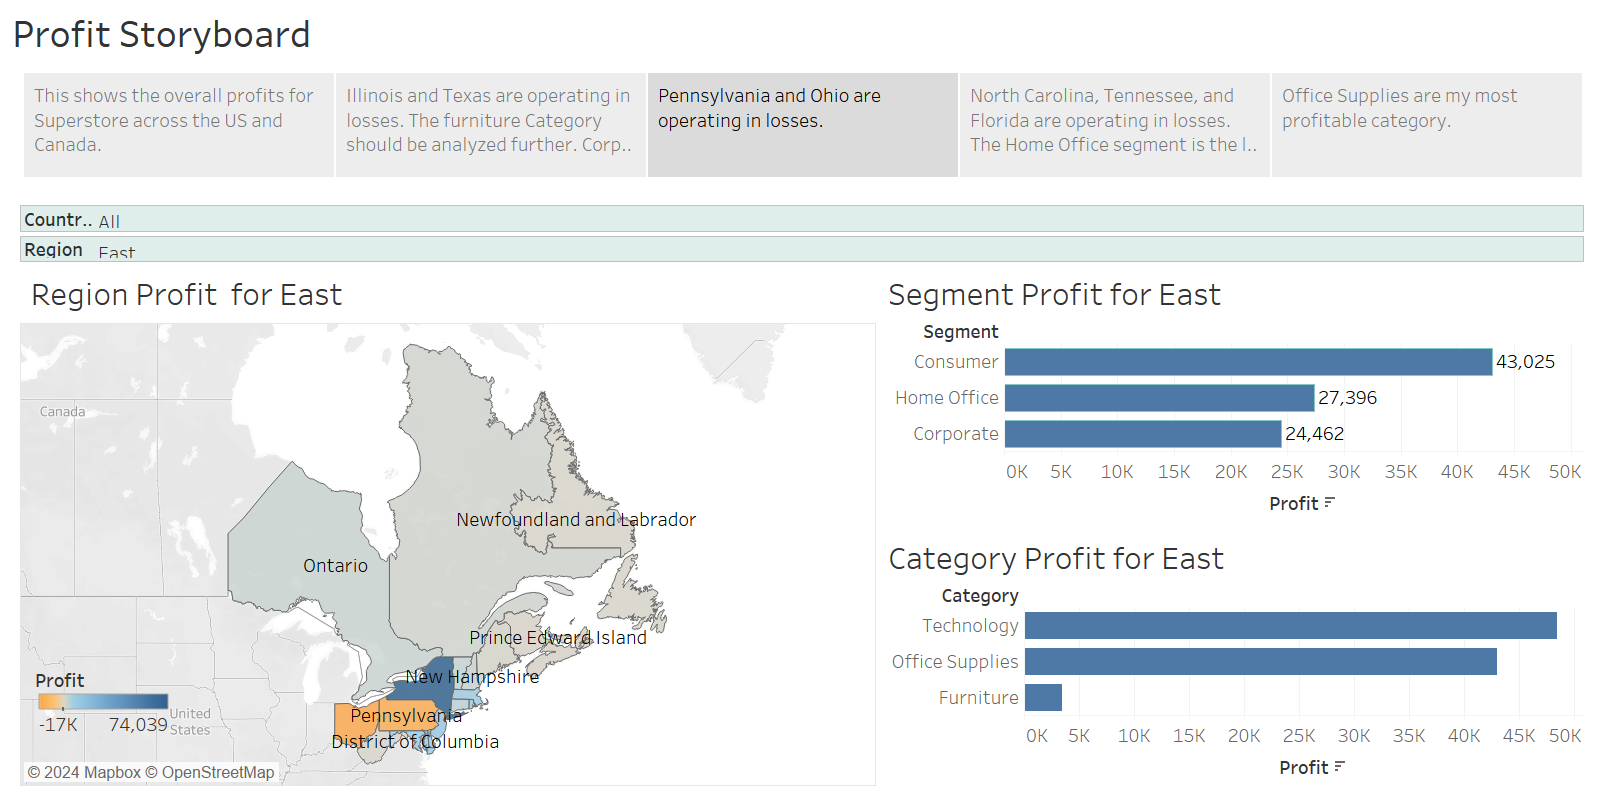 Profit Storyboard
This shows the overall profits for
Superstore across the US and
Canada.
Illinois and Texas are operating in
losses. The furniture Category
should be analyzed further. Corp..
Pennsylvania and Ohio are
operating in losses.
North Carolina, Tennessee, and
Florida are operating in losses.
The Home Office segment is the l..
Office Supplies are my most
profitable category.
Countr.. All
Region East
Region Profit for East
Canada
Newfoundland and Labrador
Ontario
Prince Edward Island
New Hampshire
Pennsylvania
District of Columbia
United
States
Profit
-17K 74,039
© 2024 Mapbox © OpenStreetMap
Segment Profit for East
Segment
Consumer 43,025
Home Office 27,396
Corporate 24,462
0K 5K 10K 15K 20K 25K 30K 35K 40K 45K 50K
Profit
Category Profit for East
Category
Technology
Office Supplies
Furniture
0K 5K 10K 15K 20K 25K 30K 35K 40K 45K 50K
Profit